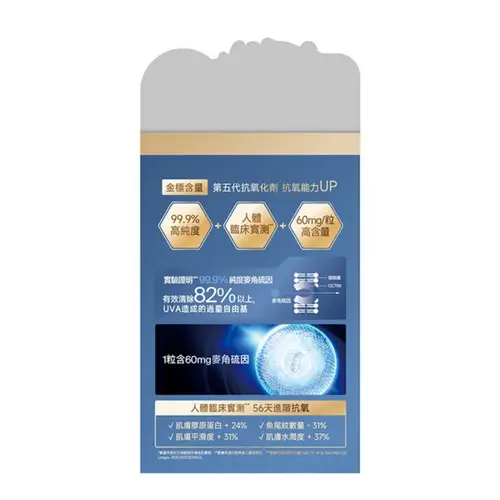 金標含量 第五代抗氧化劑 抗氧能力UP
99.9%
高純度
+
人體
臨床實測**
+
60mg/粒
高含量
實驗證明** 99.9%純度麥角硫因
有效清除82%以上,
UVA造成的過量自由基
OCTN1
麥角硫因
1粒含60mg麥角硫因
人體臨床實測** 56天進階抗氧
✓肌膚膠原蛋白 + 24%
✓魚尾紋數量 - 31%
✓肌膚平滑度 + 31%
✓肌膚水潤度 + 37%